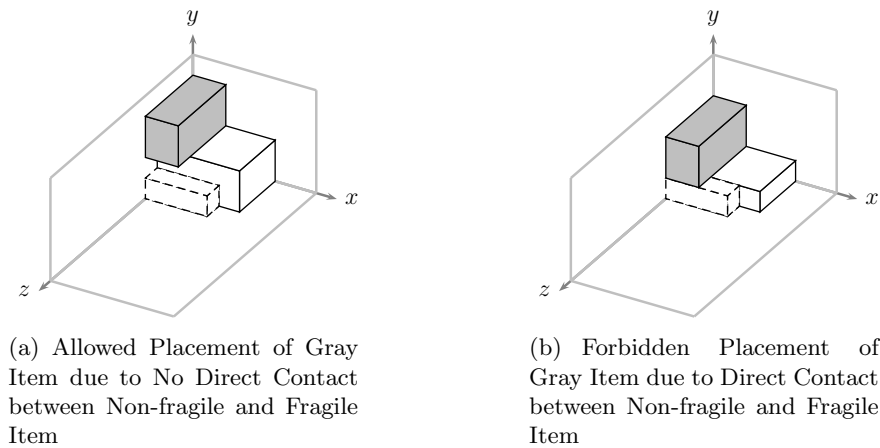 y
x
z
(a) Allowed Placement of Gray
Item due to No Direct Contact
between Non-fragile and Fragile
Item
y
x
z
(b) Forbidden Placement of
Gray Item due to Direct Contact
between Non-fragile and Fragile
Item